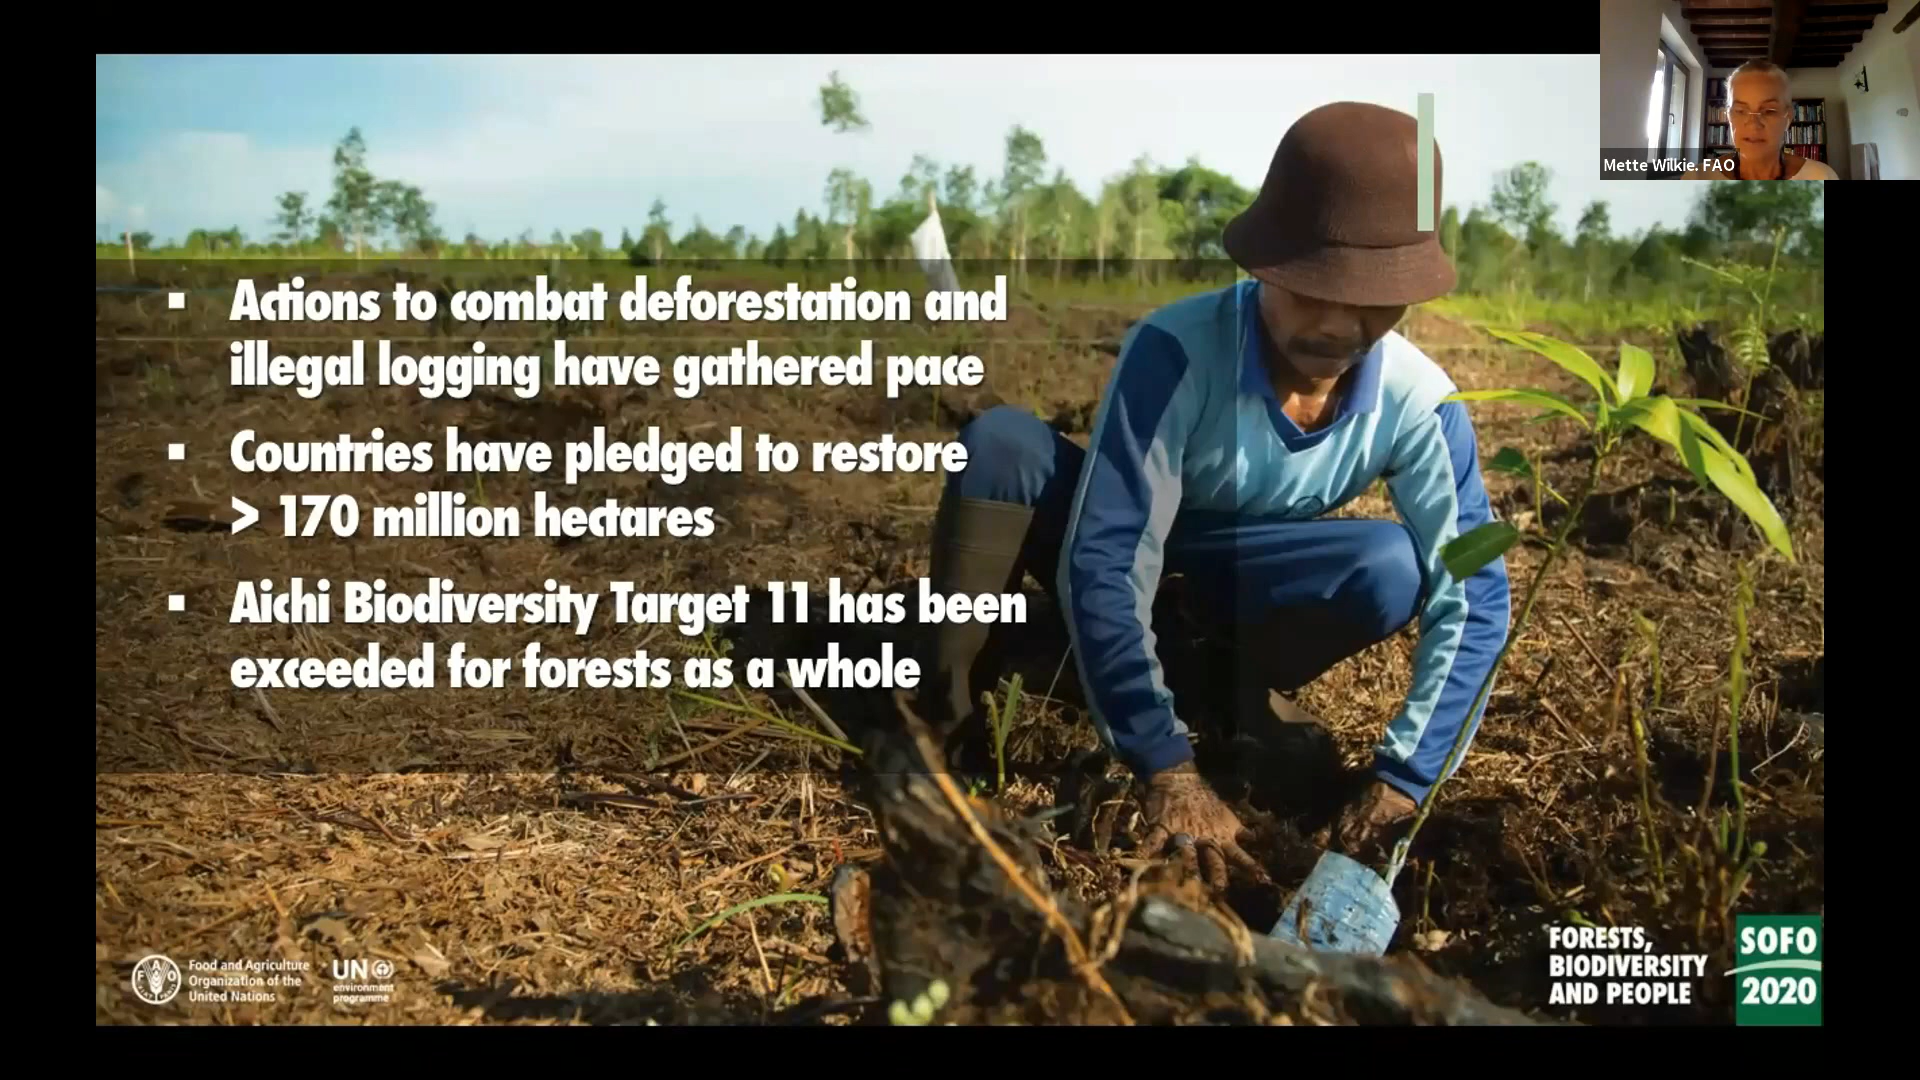 Mette Wilkie. FAO
▪ Actions to combat deforestation and
illegal logging have gathered pace
▪ Countries have pledged to restore
> 170 million hectares
▪ Aichi Biodiversity Target 11 has been
exceeded for forests as a whole
FAO
Food and Agriculture
Organization of the
United Nations
UN
environment
programme
FORESTS,
BIODIVERSITY
AND PEOPLE
SOFO
2020